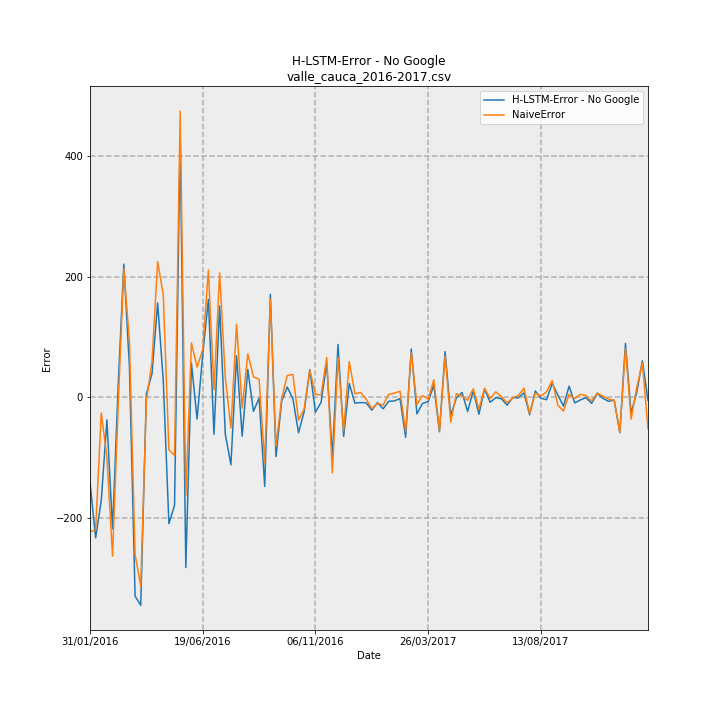 H-LSTM-Error - No Google
valle_cauca_2016-2017.csv
H-LSTM-Error - No Google
NaiveError
400
200
0
−200
Error
31/01/2016
19/06/2016
06/11/2016
26/03/2017
13/08/2017
Date